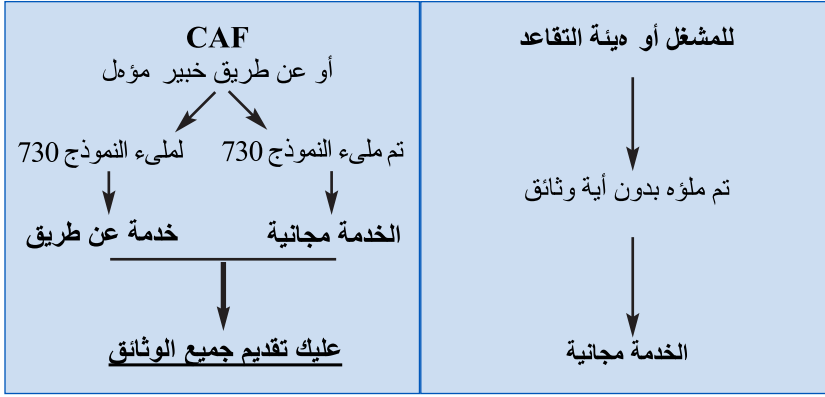 للمشغل أو هيئة التقاعد
تم ملؤه بدون أية وثائق
الخدمة مجانية
CAF
أو عن طريق خبير مؤهل
تم ملىء النموذج 730
لملىء النموذج 730
الخدمة مجانية
خدمة عن طريق
عليك تقديم جميع الوثائق